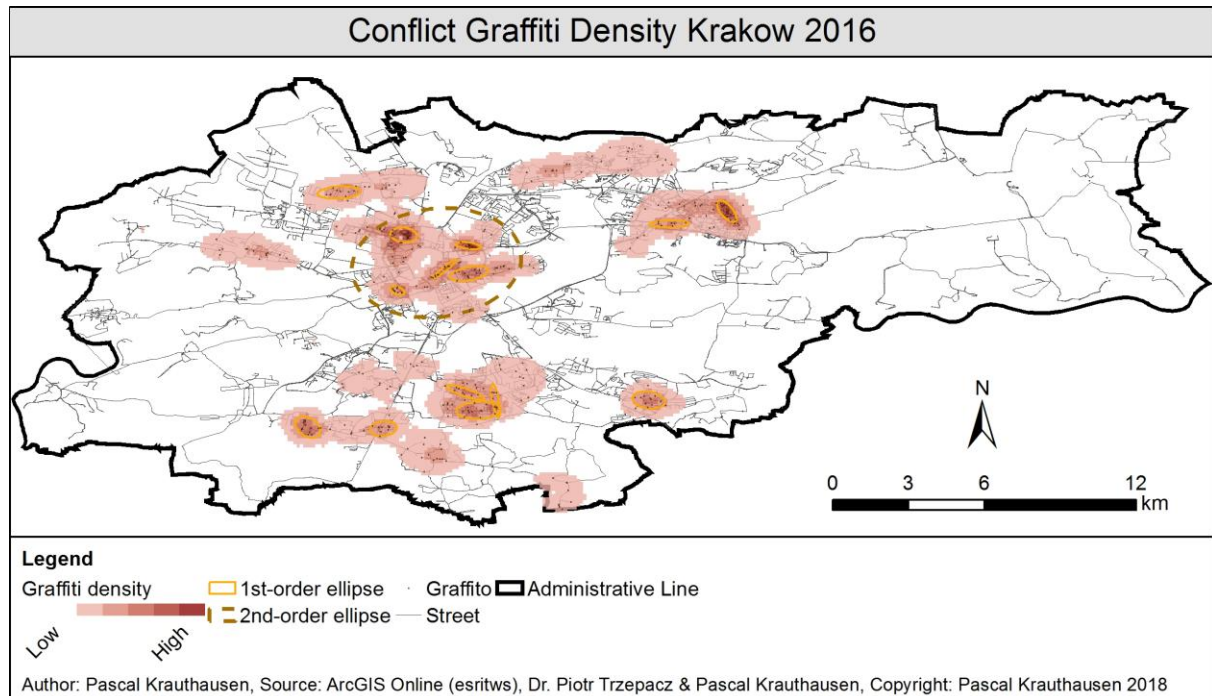 Conflict Graffiti Density Krakow 2016
N
0 3 6 12
km
Legend
Graffiti density
Low
High
1st-order ellipse
2nd-order ellipse
Graffito
Street
Administrative Line
Author: Pascal Krauthausen, Source: ArcGIS Online (esritws), Dr. Piotr Trzepacz & Pascal Krauthausen, Copyright: Pascal Krauthausen 2018